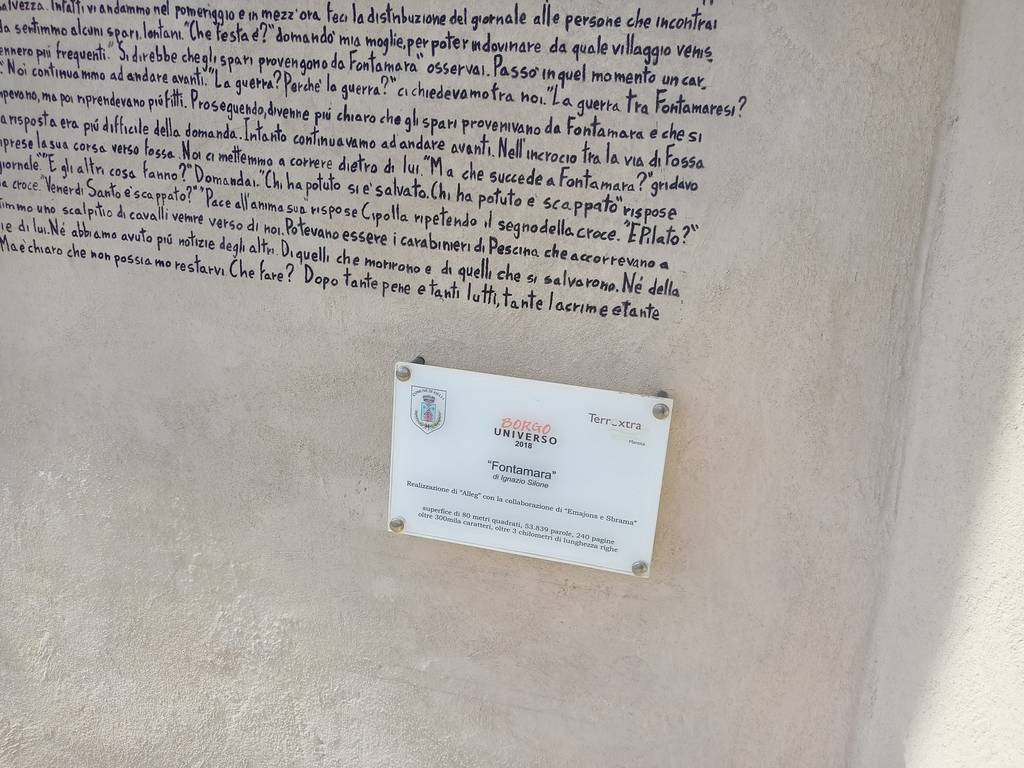 salvezza. Infatti vi andammo nel pomeriggio e in mezz'ora feci la distribuzione del giornale alle persone che incontrai
sentimmo alcuni spari lontani. "Che festa è?" domandò mia moglie, per poter indovinare da quale villaggio venis
più frequenti. "Si direbbe che gli spari provengono da Fontamara" osservai. Passò in quel momento un car
Noi continuammo ad andare avanti. "La guerra? Perché la guerra?" ci chiedevamo tra noi. "La guerra tra Fontamaresi?
ma poi riprendevano più fitti. Proseguendo, divenne più chiaro che gli spari provenivano da Fontamara e che si
risposta era più difficile della domanda. Intanto continuavamo ad andare avanti. Nell'incrocio tra la via di Fossa
prese la sua corsa verso Fossa. Noi ci mettemmo a correre dietro di lui. "Ma che succede a Fontamara?" gridavo
giornale." "E gli altri cosa fanno?" Domandai. "Chi ha potuto si è salvato. Chi ha potuto è scappato" rispose
a croce. "Venerdì Santo è scappato?" "Pace all'anima sua" rispose Cipolla ripetendo il segno della croce. "E Pilato?"
timmo uno scalpitio di cavalli venire verso di noi. Potevano essere i carabinieri di Pescina che accorrevano a
ie di lui. Né abbiamo avuto più notizie degli altri. Di quelli che morirono e di quelli che si salvarono. Né della
Ma è chiaro che non possiamo restarvi. Che fare? Dopo tante pene e tanti lutti, tante lacrime e tante
BORGO
UNIVERSO
2018
Terr_xtra
Marsica
"Fontamara"
di Ignazio Silone
Realizzazione di "Alleg" con la collaborazione di "Emajons e Sbrama"
superfice di 80 metri quadrati, 53.839 parole, 240 pagine
oltre 300mila caratteri, oltre 3 chilometri di lunghezza righe